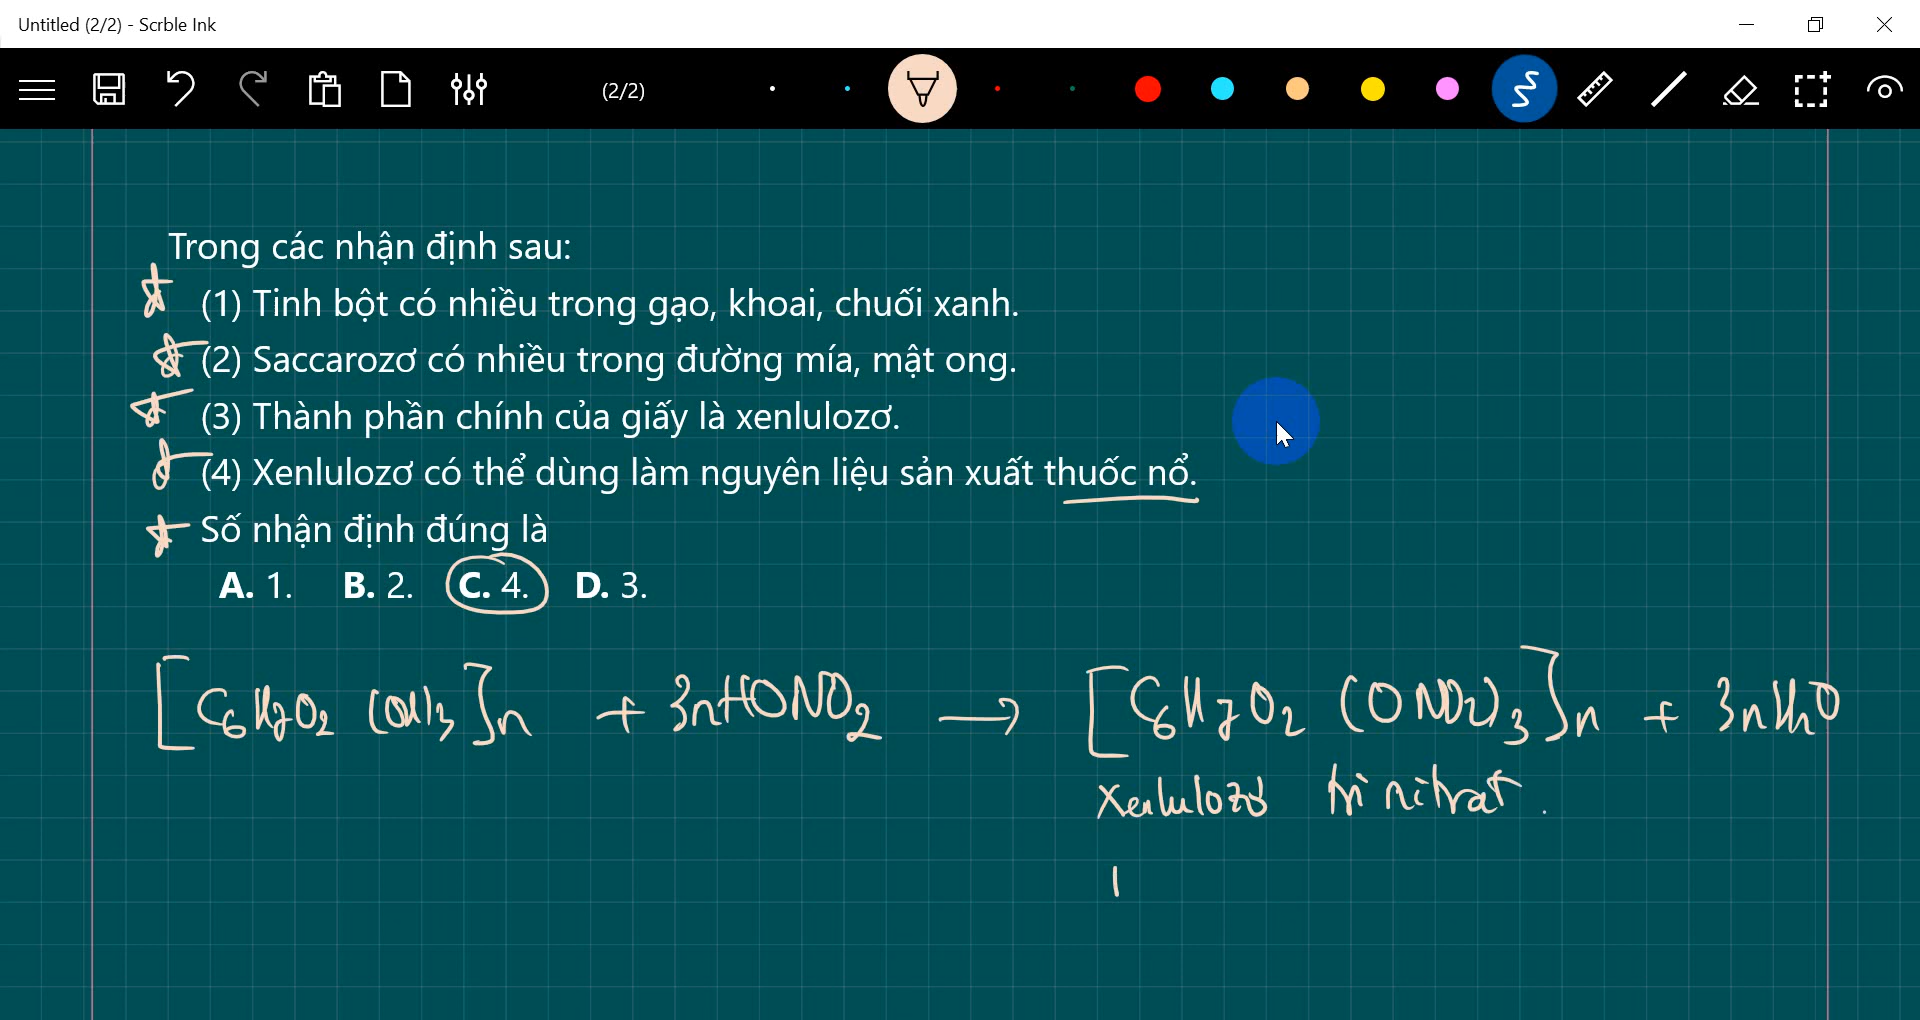 Untitled (2/2) - Scrble Ink
(2/2)
Trong các nhận định sau:
(1) Tinh bột có nhiều trong gạo, khoai, chuối xanh.
(2) Saccarozơ có nhiều trong đường mía, mật ong.
(3) Thành phần chính của giấy là xenlulozơ.
(4) Xenlulozơ có thể dùng làm nguyên liệu sản xuất thuốc nổ.
Số nhận định đúng là
A. 1. B. 2. C. 4. D. 3.
[C6H7O2(OH)3]n + 3nHONO2 → [C6H7O2(ONO2)3]n + 3nH2O
xenlulozơ tri nitrat.